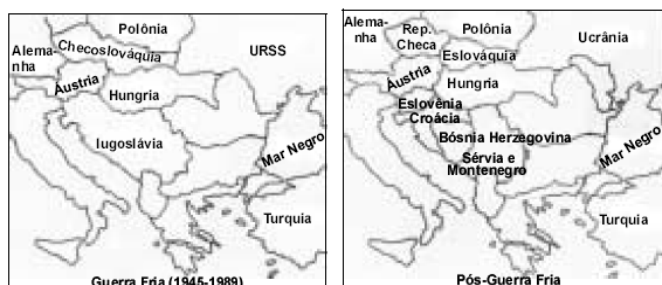 Polônia
Alema-
nha
Checoslováquia
URSS
Áustria
Hungria
Iugoslávia
Mar Negro
Turquia
Guerra Fria (1945-1989)
Alema-
nha
Rep.
Checa
Polônia
Ucrânia
Eslováquia
Áustria
Hungria
Eslovênia
Croácia
Bósnia Herzegovina
Sérvia e
Montenegro
Mar Negro
Turquia
Pós-Guerra Fria